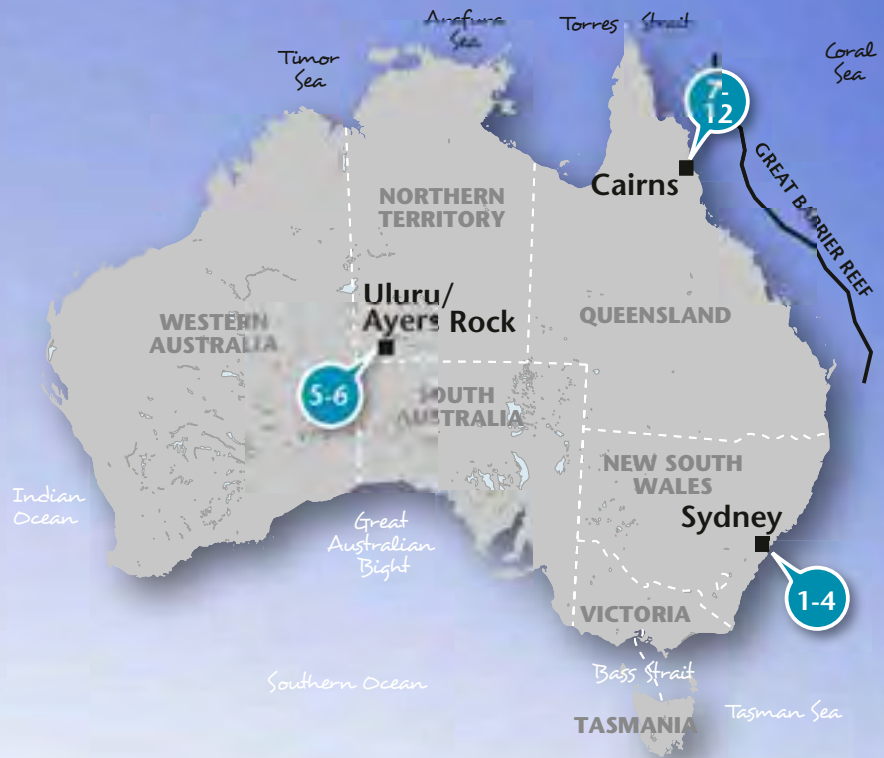 Arafura
Sea
Torres Strait
Timor
Sea
Coral
Sea
7-
12
GREAT BARRIER REEF
Cairns
NORTHERN
TERRITORY
Uluru/
Ayers Rock
WESTERN
AUSTRALIA
QUEENSLAND
5-6
SOUTH
AUSTRALIA
NEW SOUTH
WALES
Indian
Ocean
Sydney
Great
Australian
Bight
1-4
VICTORIA
Bass Strait
Southern Ocean
Tasman Sea
TASMANIA